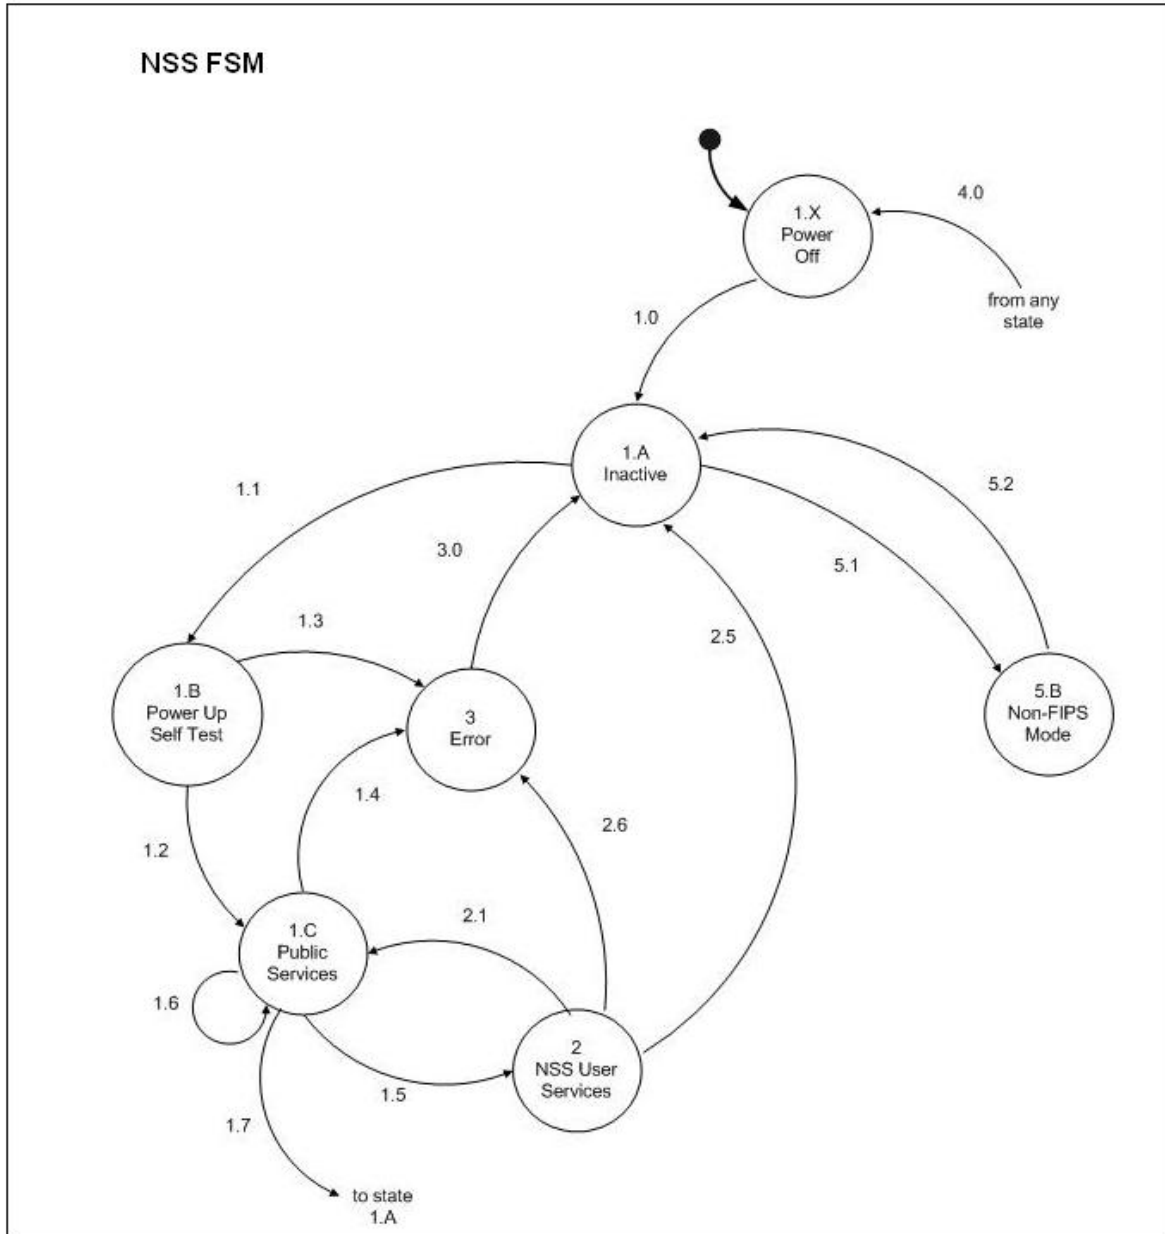 NSS FSM
4.0
1.X
Power
Off
from any
state
1.0
1.A
Inactive
1.1
5.2
3.0
5.1
1.3
2.5
1.B
Power Up
Self Test
3
Error
5.B
Non-FIPS
Mode
1.4
2.6
1.2
2.1
1.C
Public
Services
1.6
2
NSS User
Services
1.5
1.7
to state
1.A